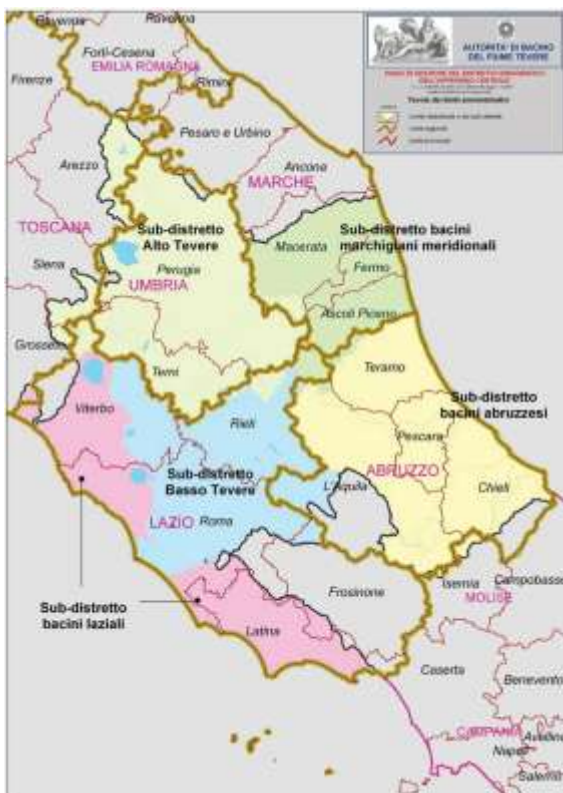 Ravenna
Forlì-Cesena
EMILIA ROMAGNA
Firenze
Rimini
AUTORITA' DI BACINO
DEL FIUME TEVERE
Pesaro e Urbino
Arezzo
Ancona
MARCHE
TOSCANA
Sub-distretto
Alto Tevere
Sub-distretto bacini
marchigiani meridionali
Macerata
Siena
Perugia
UMBRIA
Fermo
Ascoli Piceno
Grosseto
Terni
Teramo
Viterbo
Rieti
Sub-distretto
bacini abruzzesi
Pescara
ABRUZZO
Sub-distretto
Basso Tevere
L'Aquila
Chieti
LAZIO
Roma
Isernia
Campobasso
MOLISE
Frosinone
Sub-distretto
bacini laziali
Latina
Caserta
Benevento
CAMPANIA
Avellino
Napoli
Salerno